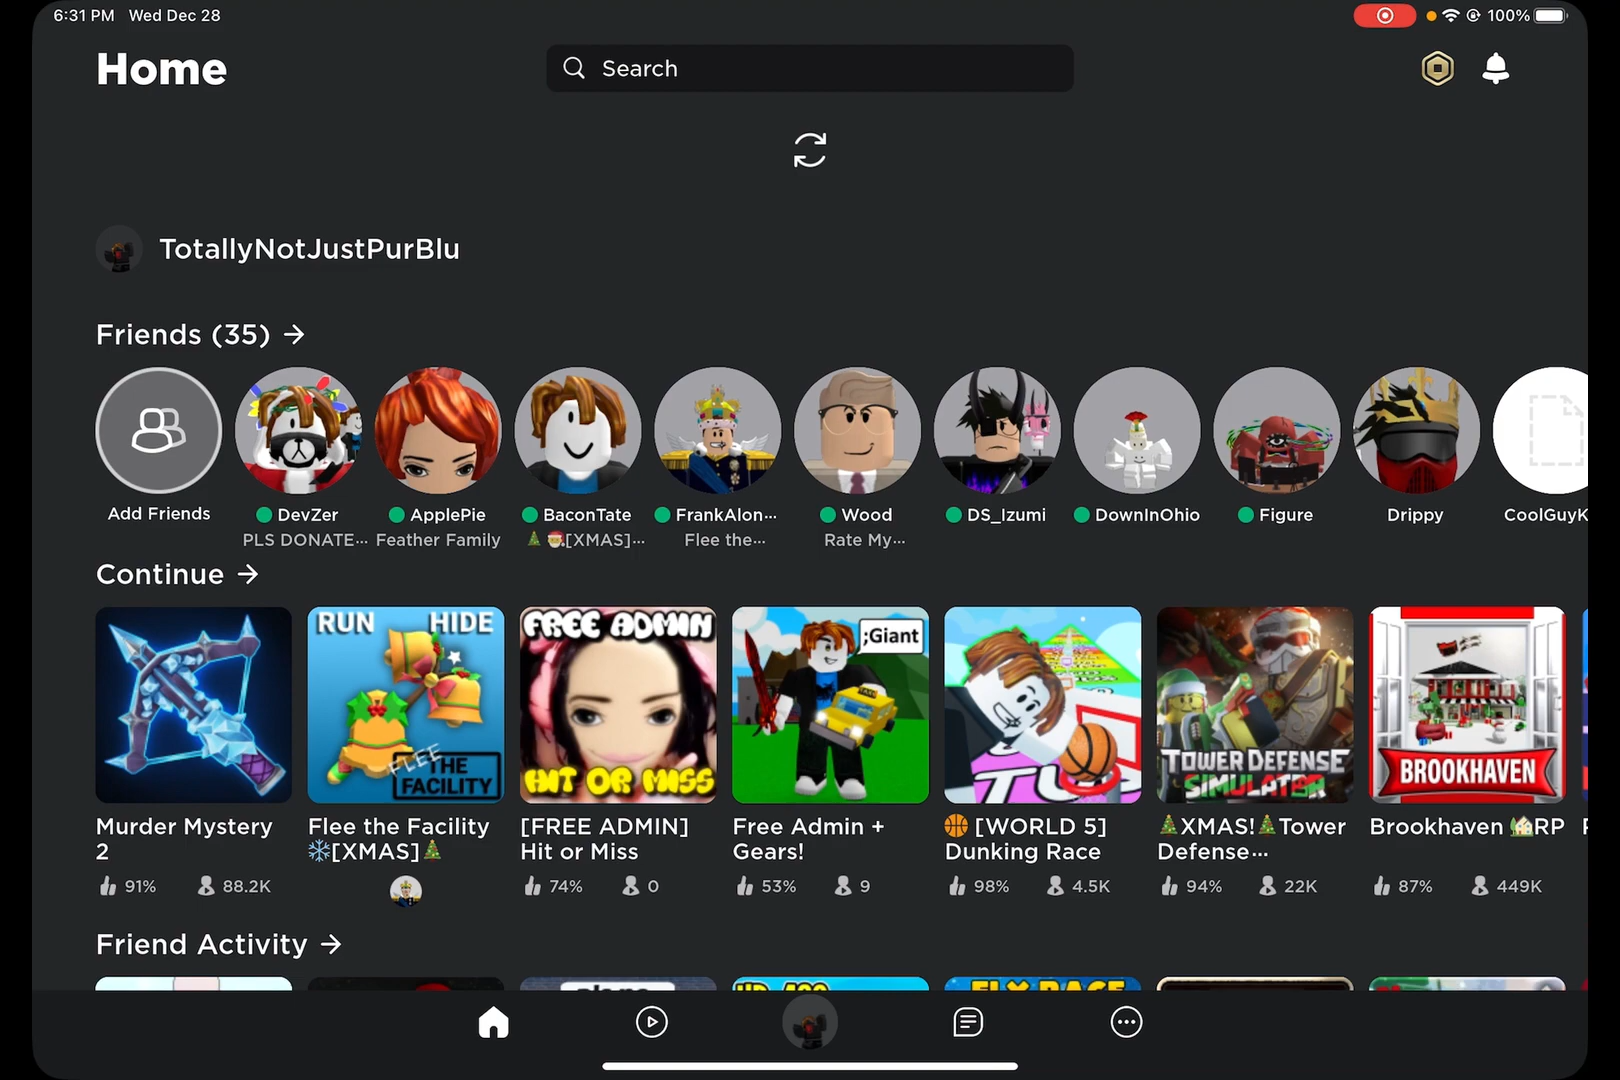 6:31 PM Wed Dec 28
100%
Home
Search
TotallyNotJustPurBlu
Friends (35) →
Add Friends
DevZer
PLS DONATE...
ApplePie
Feather Family
BaconTate
🎄🎅[XMAS]...
FrankAlon...
Flee the...
Wood
Rate My...
DS_Izumi
DownInOhio
Figure
Drippy
CoolGuyK
Continue →
RUN HIDE
FLEE
THE
FACILITY
FREE ADMIN
HIT OR MISS
;Giant
TAXI
TOWER DEFENSE
SIMULATOR
BROOKHAVEN
Murder Mystery
2
91% 88.2K
Flee the Facility
❄️[XMAS]🎄
[FREE ADMIN]
Hit or Miss
74% 0
Free Admin +
Gears!
53% 9
🏀 [WORLD 5]
Dunking Race
98% 4.5K
🎄XMAS!🎄Tower
Defense...
94% 22K
Brookhaven 🏡RP
87% 449K
Friend Activity →